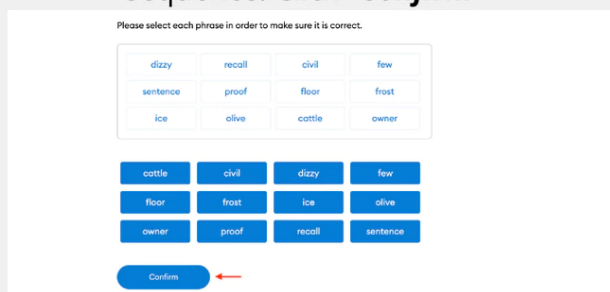 Please select each phrase in order to make sure it is correct.
dizzy recall civil few
sentence proof floor frost
ice olive cattle owner
cattle civil dizzy few
floor frost ice olive
owner proof recall sentence
Confirm